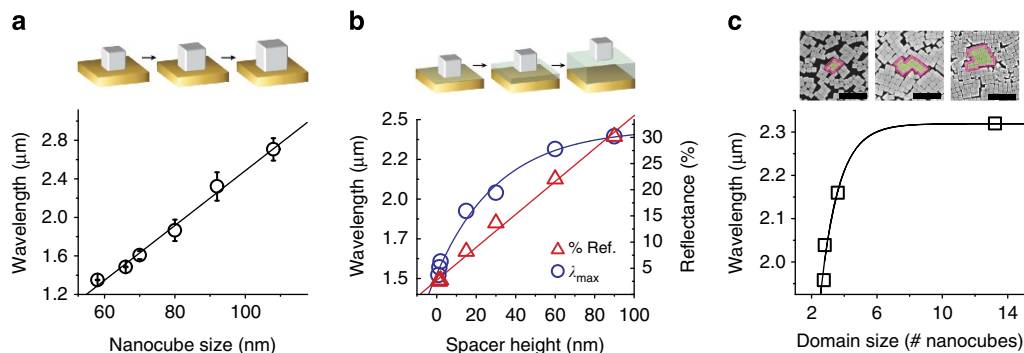 a
b
c
Wavelength (μm)
2.8
2.4
2.0
1.6
1.2
60
80
100
Nanocube size (nm)
Wavelength (μm)
2.5
2.2
2.0
1.7
1.5
0
20
40
60
80
100
Spacer height (nm)
30
25
20
15
10
5
Reflectance (%)
% Ref.
λmax
Wavelength (μm)
2.3
2.2
2.1
2.0
2
6
10
14
Domain size (# nanocubes)